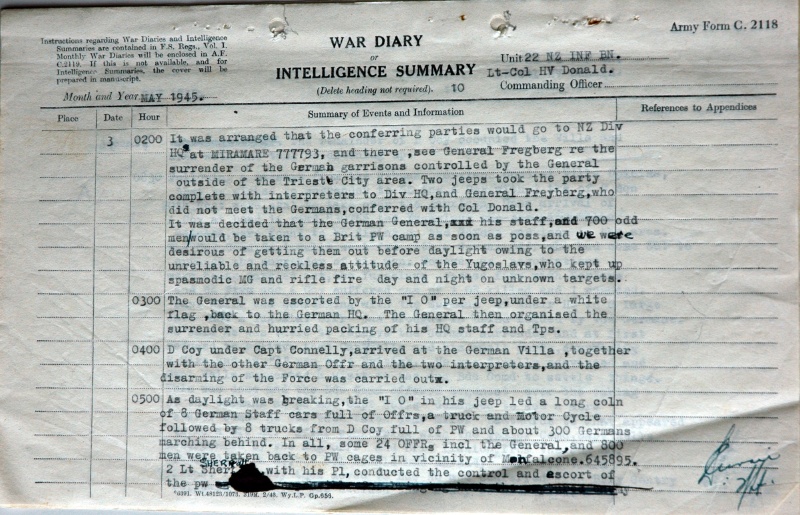 Army Form C. 2118
Instructions regarding War Diaries and Intelligence
Summaries are contained in F.S. Regs., Vol. I.
Monthly War Diaries will be enclosed in A.F.
C.2119. If this is not available, and for
Intelligence Summaries, the cover will be
prepared in manuscript.
WAR DIARY
or
INTELLIGENCE SUMMARY
(Delete heading not required). 10
Unit 22 NZ INF BN.
Lt-Col HV Donald.
Commanding Officer
Month and Year MAY 1945.
Place Date Hour Summary of Events and Information References to Appendices
3 0200 It was arranged that the conferring parties would go to NZ Div
HQs at MIRAMARE 777793, and there ,see General Fregberg re the
surrender of the German garrisons controlled by the General
outside of the Trieste City area. Two jeeps took the party
complete with interpreters to Div HQ,and General Freyberg,who
did not meet the Germans,conferred with Col Donald.
It was decided that the German General, his staff,and 700 odd
men/would be taken to a Brit PW camp as soon as poss,and we were
desirous of getting them out before daylight owing to the
unreliable and reckless attitude of the Yugoslavs,who kept up
spasmodic MG and rifle fire day and night on unknown targets.
0300 The General was escorted by the "I O" per jeep,under a white
flag ,back to the German HQ. The General then organised the
surrender and hurried packing of his HQ staff and Tps.
0400 D Coy under Capt Connelly,arrived at the German Villa ,together
with the other German Offr and the two interpreters,and the
disarming of the Force was carried out.
0500 As daylight was breaking,the "I O" in his jeep led a long coln
of 8 German Staff cars full of Offrs,a truck and Motor Cycle
followed by 8 trucks from D Coy full of PW and about 300 Germans
marching behind. In all, some 24 OFFRs incl the General,and 800
men were taken back to PW cages in vicinity of Monfalcone.645895.
2 Lt with his Pl,conducted the control and escort of
the pw
*6391. Wt.48123/1073. 319M. 2/40. Wy.L.P. Gp.656.